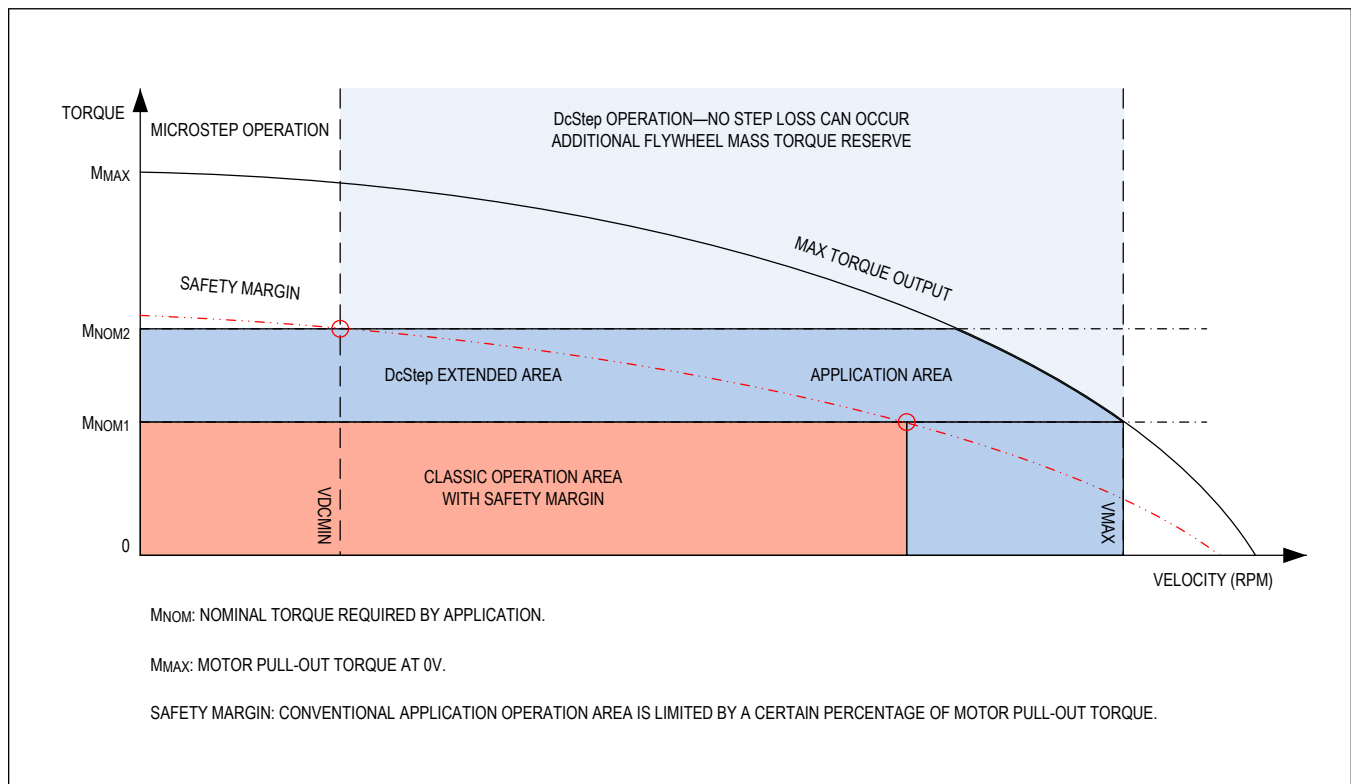 TORQUE
MICROSTEP OPERATION
DcStep OPERATION—NO STEP LOSS CAN OCCUR
ADDITIONAL FLYWHEEL MASS TORQUE RESERVE
MMAX
MAX TORQUE OUTPUT
SAFETY MARGIN
MNOM2
DcStep EXTENDED AREA
APPLICATION AREA
MNOM1
CLASSIC OPERATION AREA
WITH SAFETY MARGIN
VDCMIN
VMAX
0
VELOCITY (RPM)
MNOM: NOMINAL TORQUE REQUIRED BY APPLICATION.
MMAX: MOTOR PULL-OUT TORQUE AT 0V.
SAFETY MARGIN: CONVENTIONAL APPLICATION OPERATION AREA IS LIMITED BY A CERTAIN PERCENTAGE OF MOTOR PULL-OUT TORQUE.